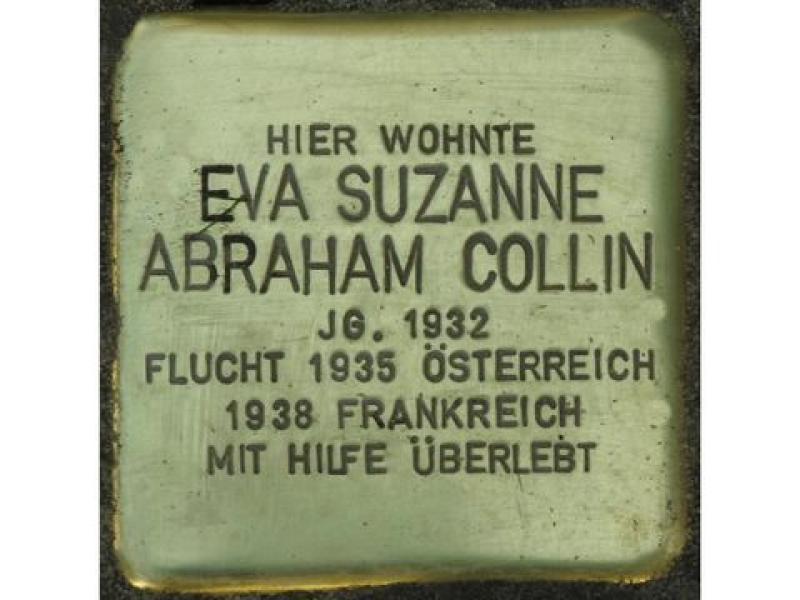 HIER WOHNTE
EVA SUZANNE
ABRAHAM COLLIN
JG. 1932
FLUCHT 1935 ÖSTERREICH
1938 FRANKREICH
MIT HILFE ÜBERLEBT